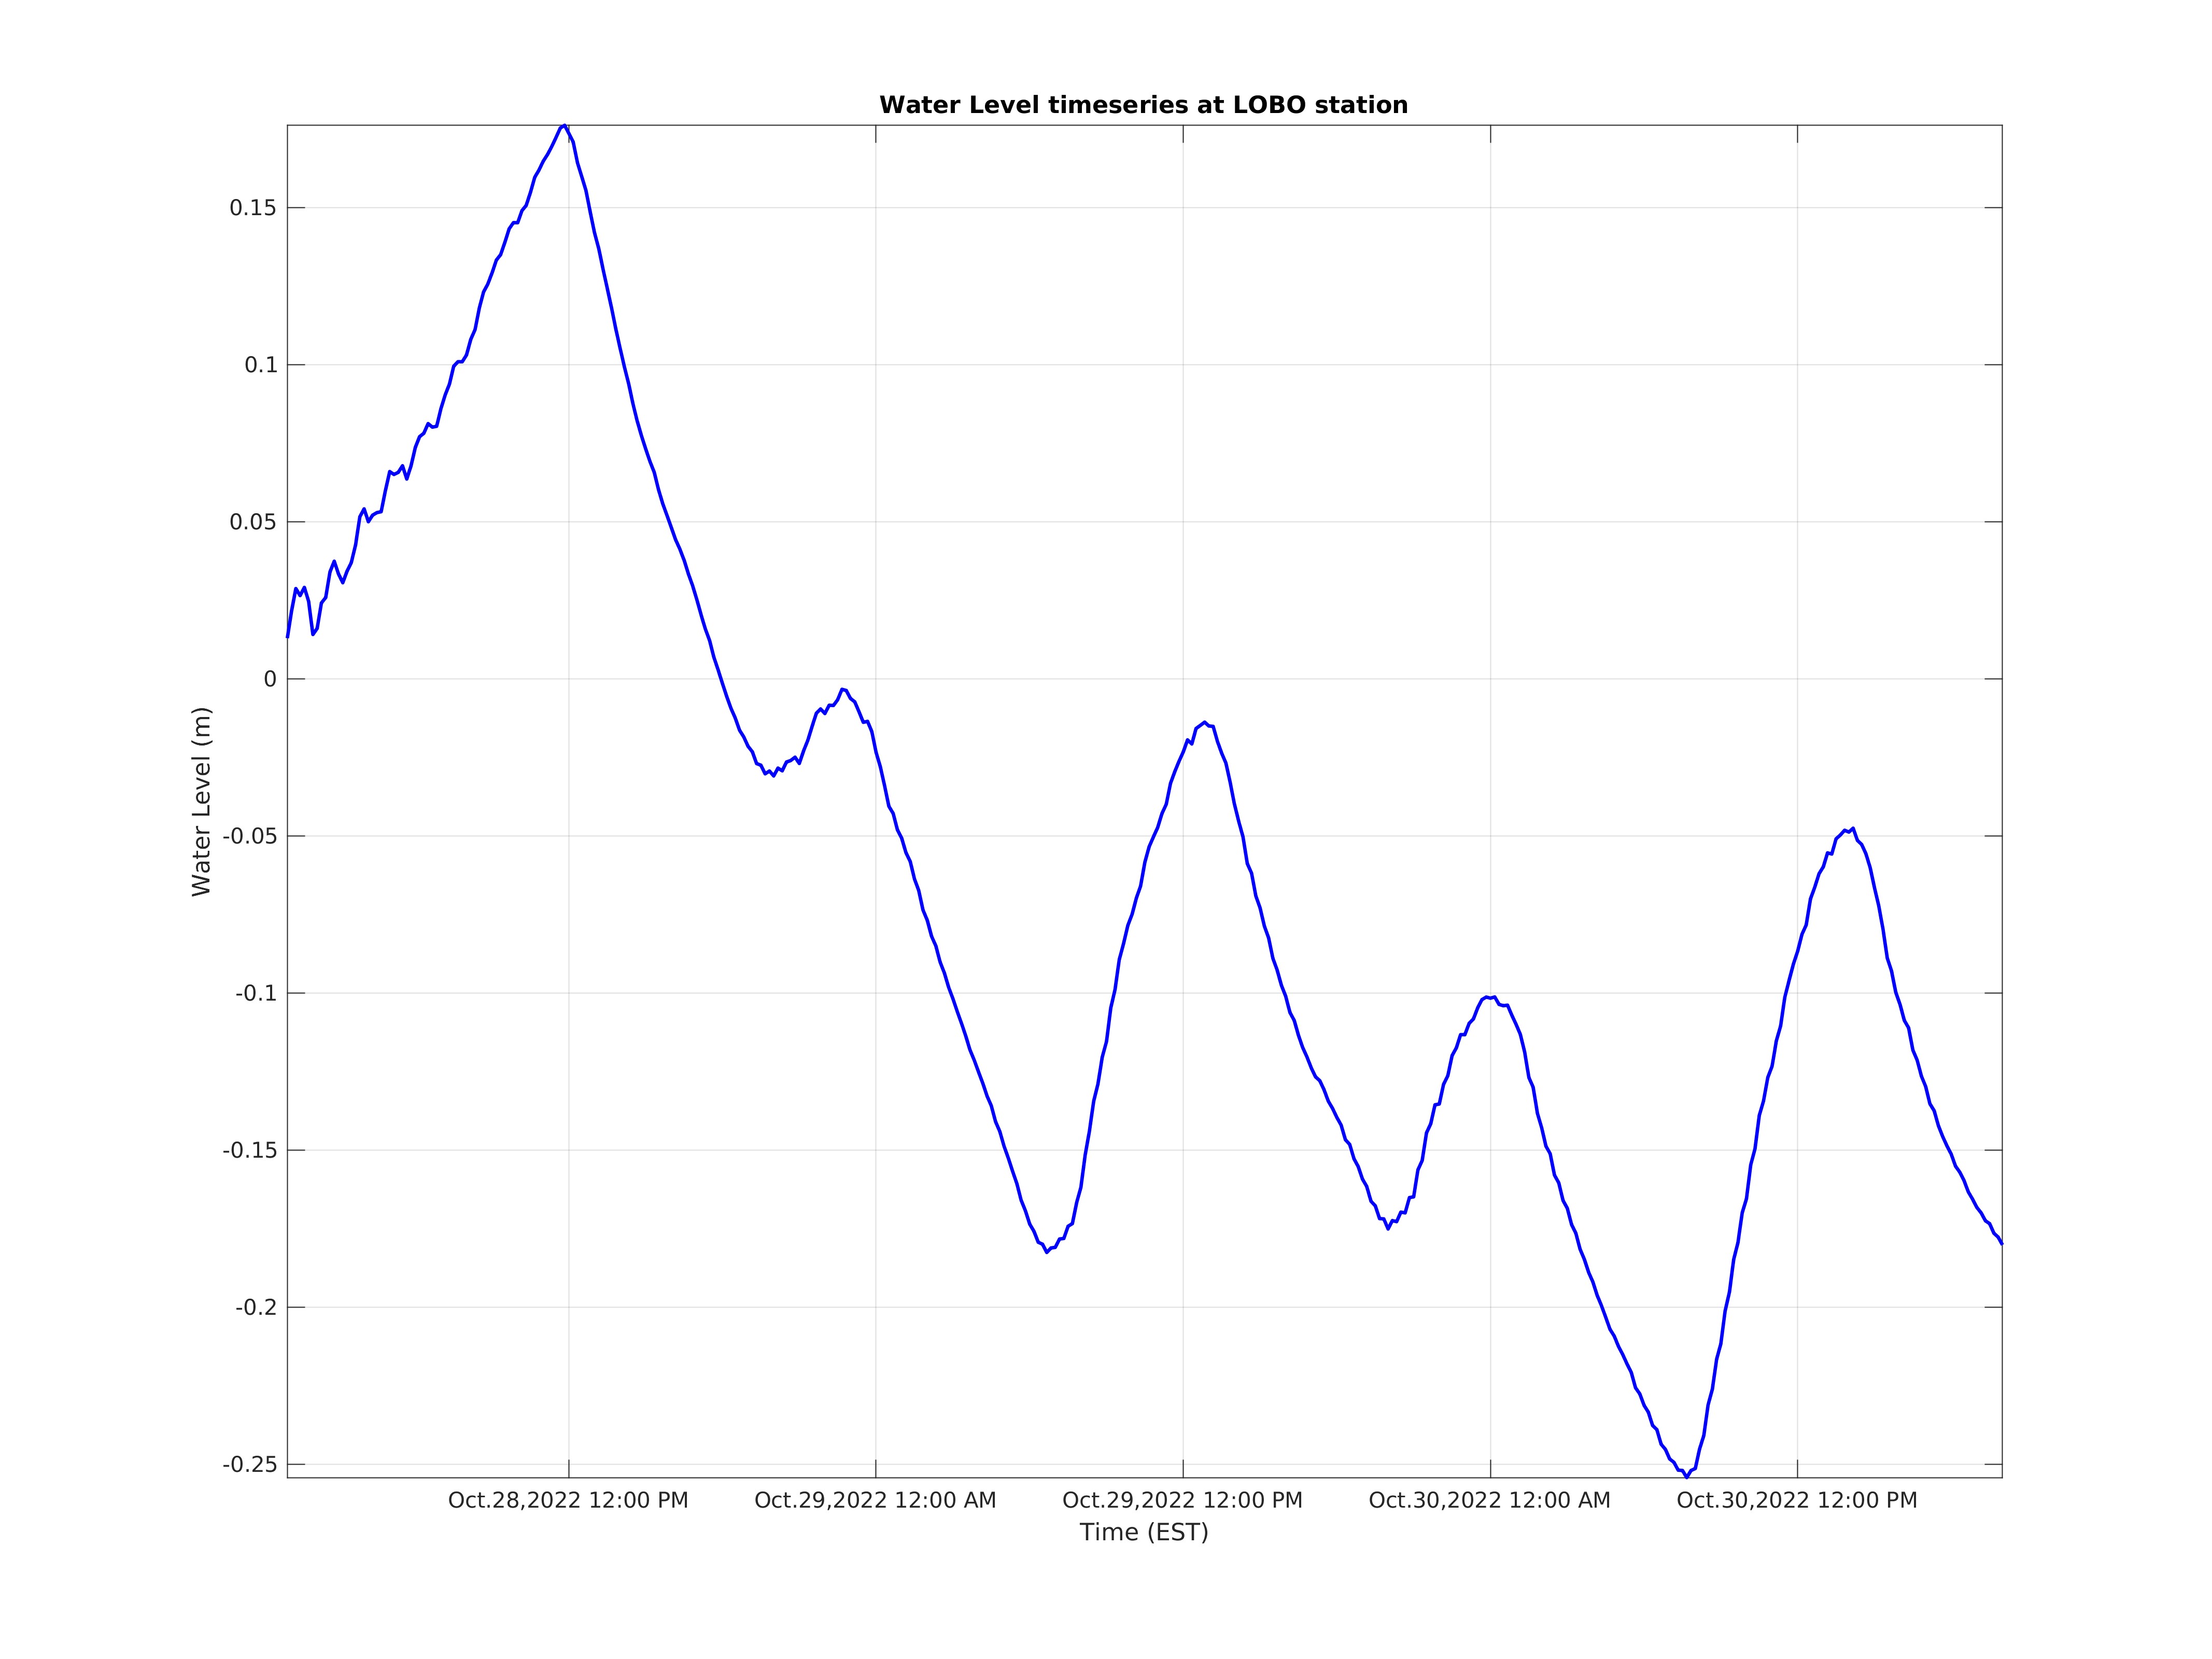 Water Level timeseries at LOBO station
0.15
0.1
0.05
0
-0.05
-0.1
-0.15
-0.2
-0.25
Water Level (m)
Oct.28,2022 12:00 PM
Oct.29,2022 12:00 AM
Oct.29,2022 12:00 PM
Oct.30,2022 12:00 AM
Oct.30,2022 12:00 PM
Time (EST)